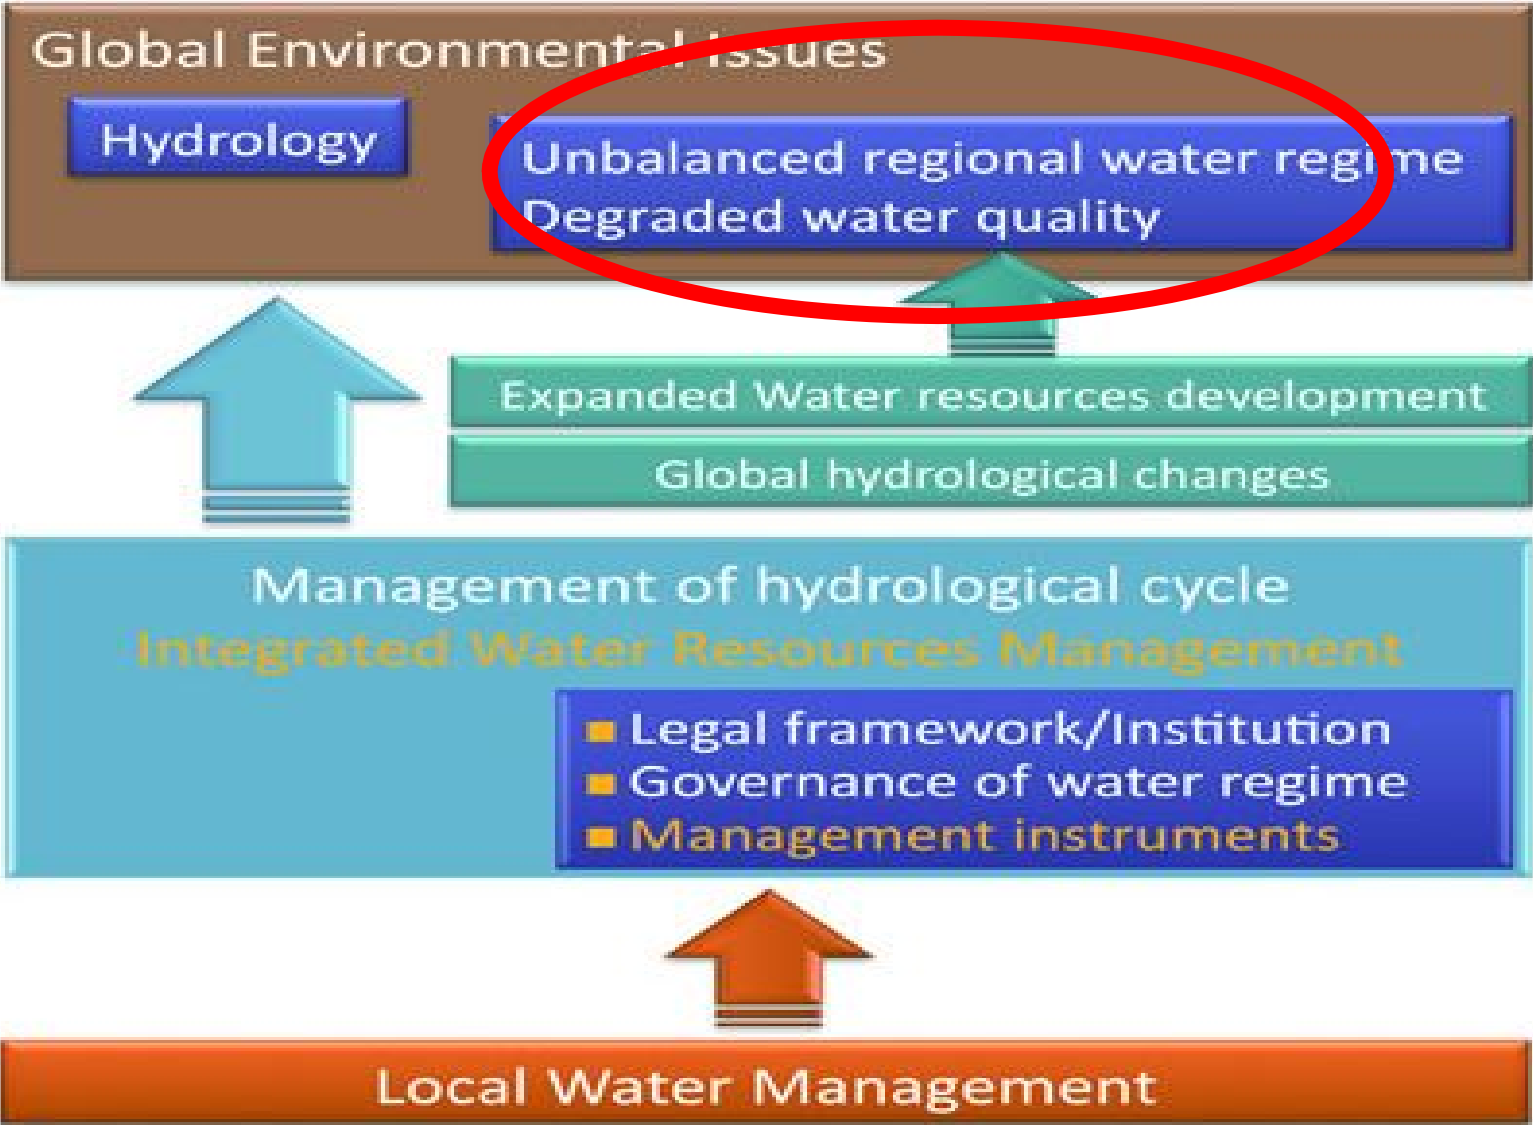 Global Environmental Issues
Hydrology
Unbalanced regional water regime
Degraded water quality
Expanded Water resources development
Global hydrological changes
Management of hydrological cycle
Integrated Water Resources Management
Legal framework/Institution
Governance of water regime
Management instruments
Local Water Management